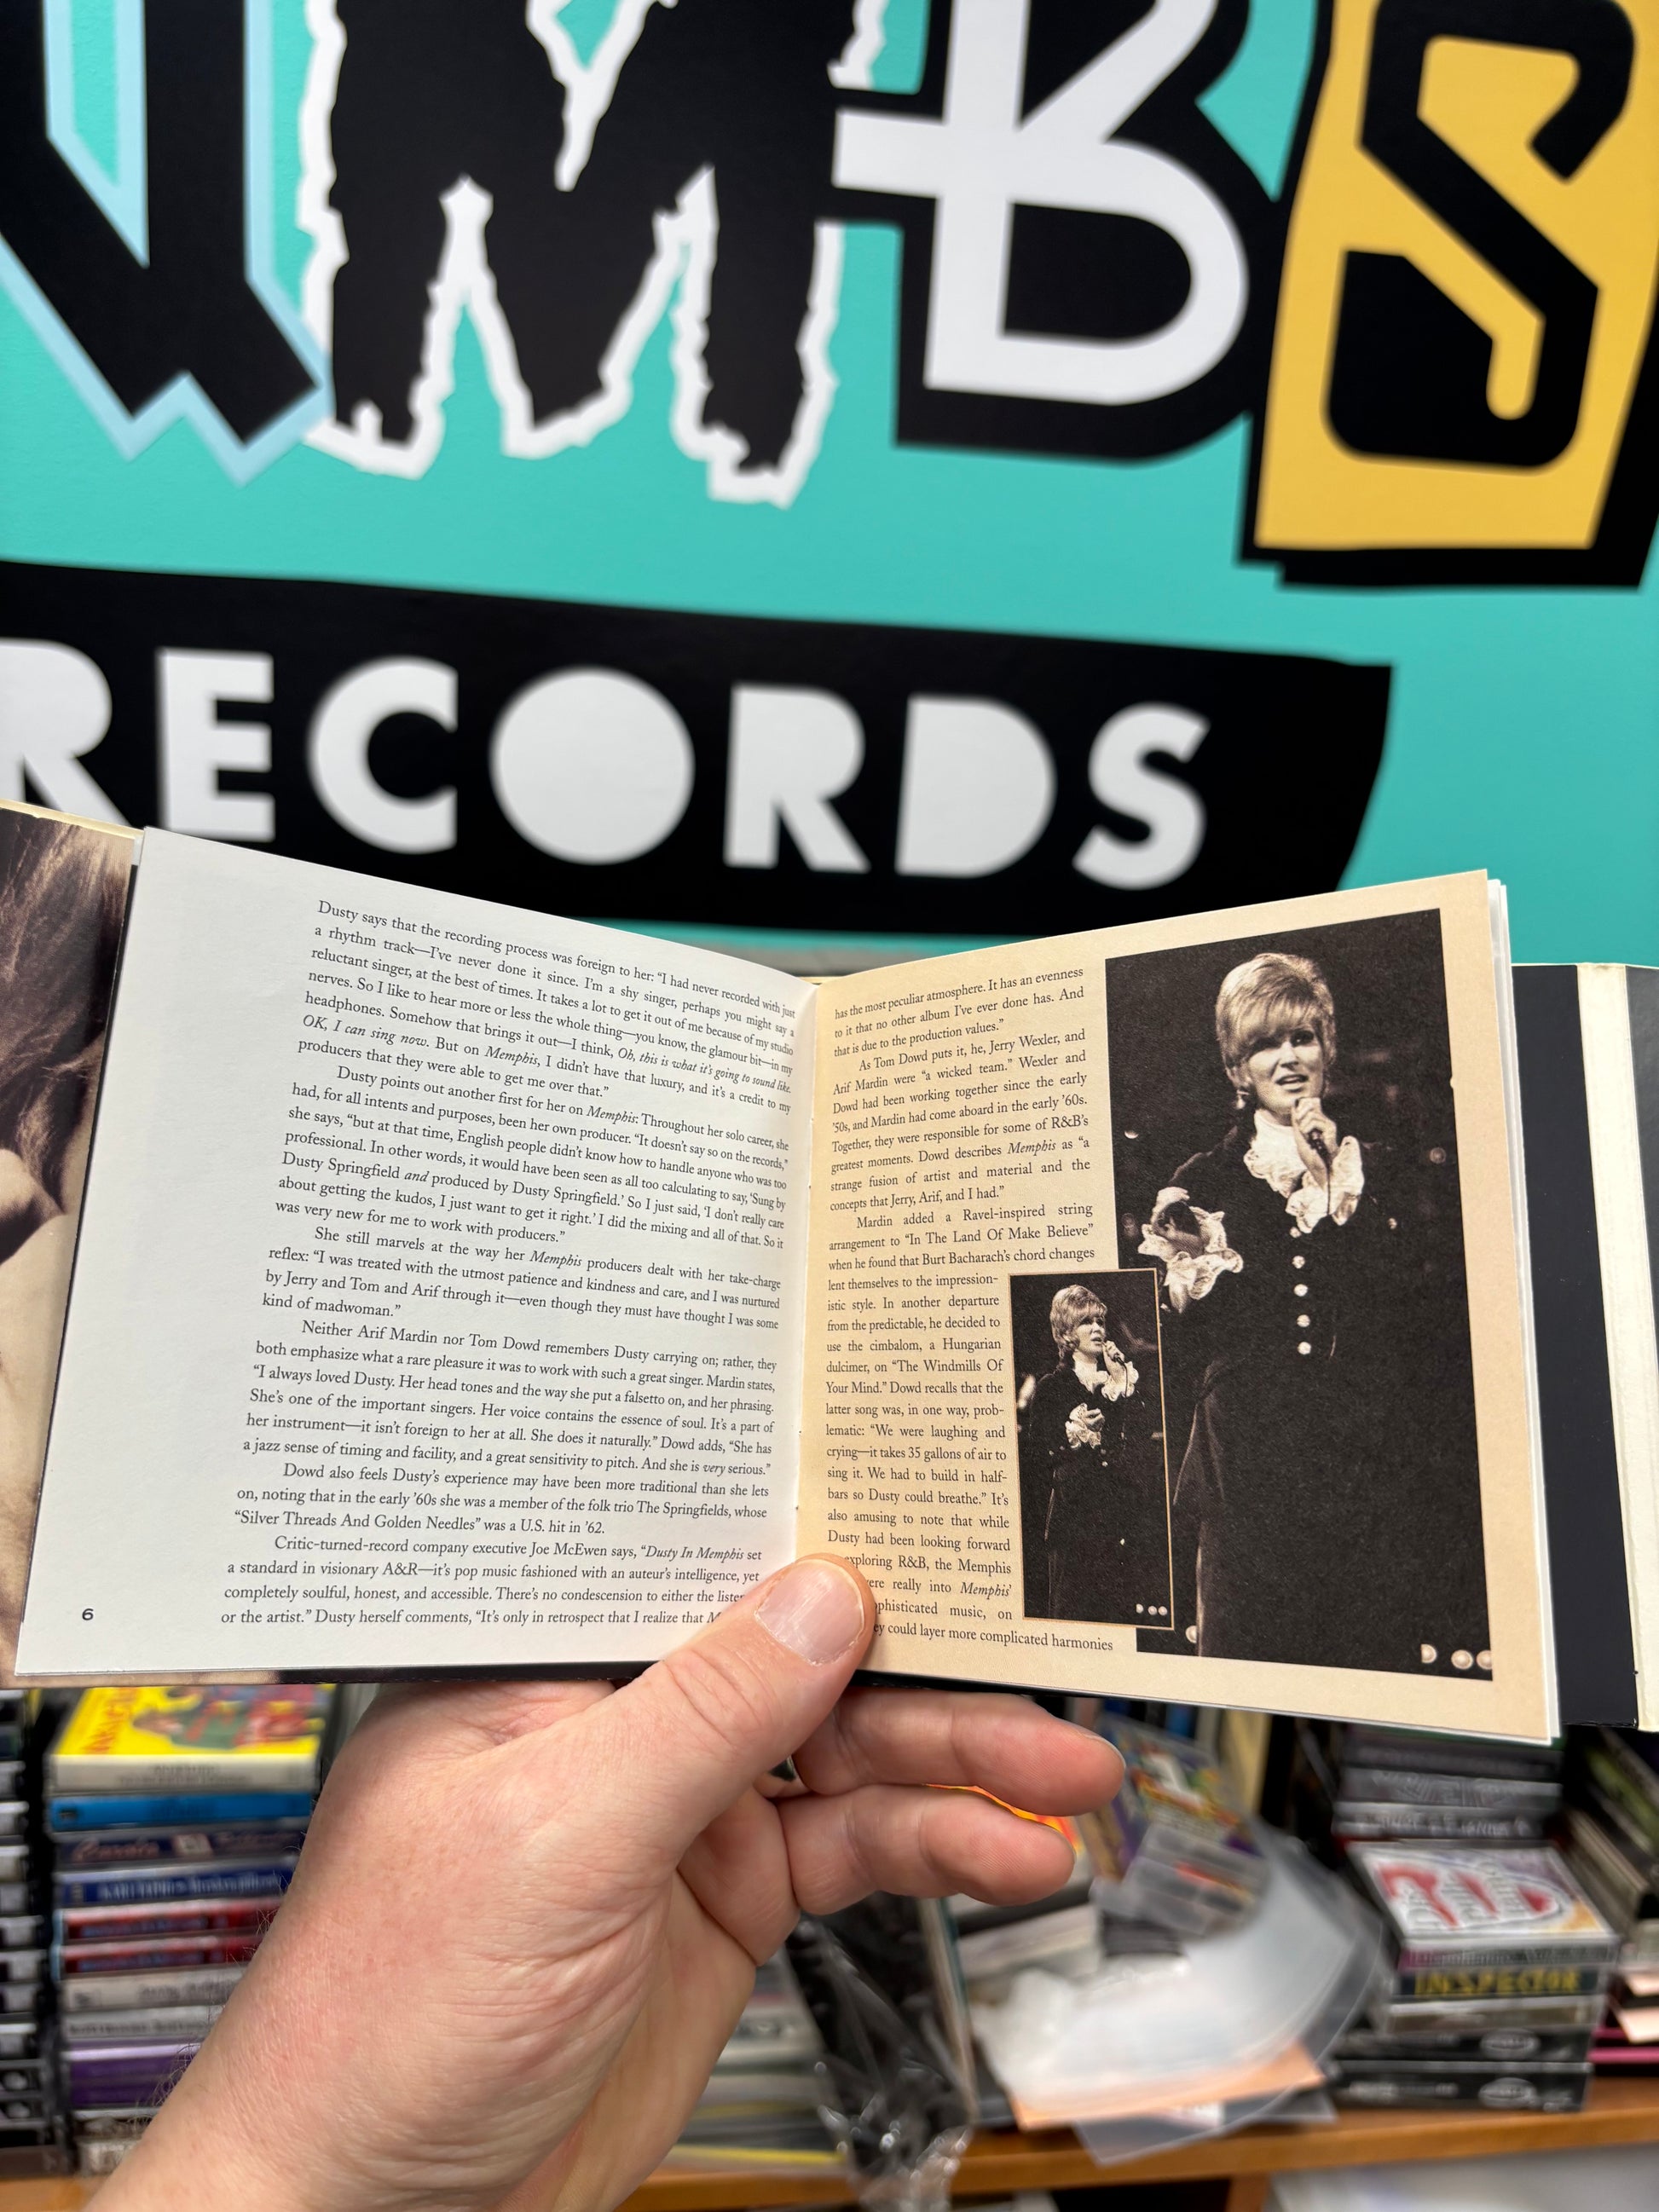 MBS
RECORDS
Dusty says that the recording process was foreign to her: “I had never recorded with just
a rhythm track—I’ve never done it since. I’m a shy singer, perhaps you might say a
reluctant singer, at the best of times. It takes a lot to get it out of me because of my studio
nerves. So I like to hear more or less the whole thing—you know, the glamour bit—in my
headphones. Somehow that brings it out—I think, Oh, this is what it’s going to sound like.
OK, I can sing now. But on Memphis, I didn’t have that luxury, and it’s a credit to my
producers that they were able to get me over that.”
Dusty points out another first for her on Memphis: Throughout her solo career, she
had, for all intents and purposes, been her own producer. “It doesn’t say so on the records,”
she says, “but at that time, English people didn’t know how to handle anyone who was too
professional. In other words, it would have been seen as all too calculating to say, ‘Sung by
Dusty Springfield and produced by Dusty Springfield.’ So I just said, ‘I don’t really care
about getting the kudos, I just want to get it right.’ I did the mixing and all of that. So it
was very new for me to work with producers.”
She still marvels at the way her Memphis producers dealt with her take-charge
reflex: “I was treated with the utmost patience and kindness and care, and I was nurtured
by Jerry and Tom and Arif through it—even though they must have thought I was some
kind of madwoman.”
Neither Arif Mardin nor Tom Dowd remembers Dusty carrying on; rather, they
both emphasize what a rare pleasure it was to work with such a great singer. Mardin states,
“I always loved Dusty. Her head tones and the way she put a falsetto on, and her phrasing.
She’s one of the important singers. Her voice contains the essence of soul. It’s a part of
her instrument—it isn’t foreign to her at all. She does it naturally.” Dowd adds, “She has
a jazz sense of timing and facility, and a great sensitivity to pitch. And she is very serious.”
Dowd also feels Dusty’s experience may have been more traditional than she lets
on, noting that in the early ’60s she was a member of the folk trio The Springfields, whose
“Silver Threads And Golden Needles” was a U.S. hit in ’62.
Critic-turned-record company executive Joe McEwen says, “Dusty In Memphis set
a standard in visionary A&R—it’s pop music fashioned with an auteur’s intelligence, yet
completely soulful, honest, and accessible. There’s no condescension to either the
or the artist.” Dusty herself comments, “It’s only in retrospect that I realize that
6
has the most peculiar atmosphere. It has an evenness
to it that no other album I’ve ever done has. And
that is due to the production values.”
As Tom Dowd puts it, he, Jerry Wexler, and
Arif Mardin were “a wicked team.” Wexler and
Dowd had been working together since the early
’50s, and Mardin had come aboard in the early ’60s.
Together, they were responsible for some of R&B’s
greatest moments. Dowd describes Memphis as “a
strange fusion of artist and material and the
concepts that Jerry, Arif, and I had.”
Mardin added a Ravel-inspired string
arrangement to “In The Land Of Make Believe”
when he found that Burt Bacharach’s chord changes
lent themselves to the impression-
istic style. In another departure
from the predictable, he decided to
use the cimbalom, a Hungarian
dulcimer, on “The Windmills Of
Your Mind.” Dowd recalls that the
latter song was, in one way, prob-
lematic: “We were laughing and
crying—it takes 35 gallons of air to
sing it. We had to build in half-
bars so Dusty could breathe.” It’s
also amusing to note that while
Dusty had been looking forward
exploring R&B, the Memphis
were really into Memphis’
sophisticated music, on
could layer more complicated harmonies
INSPECTOR